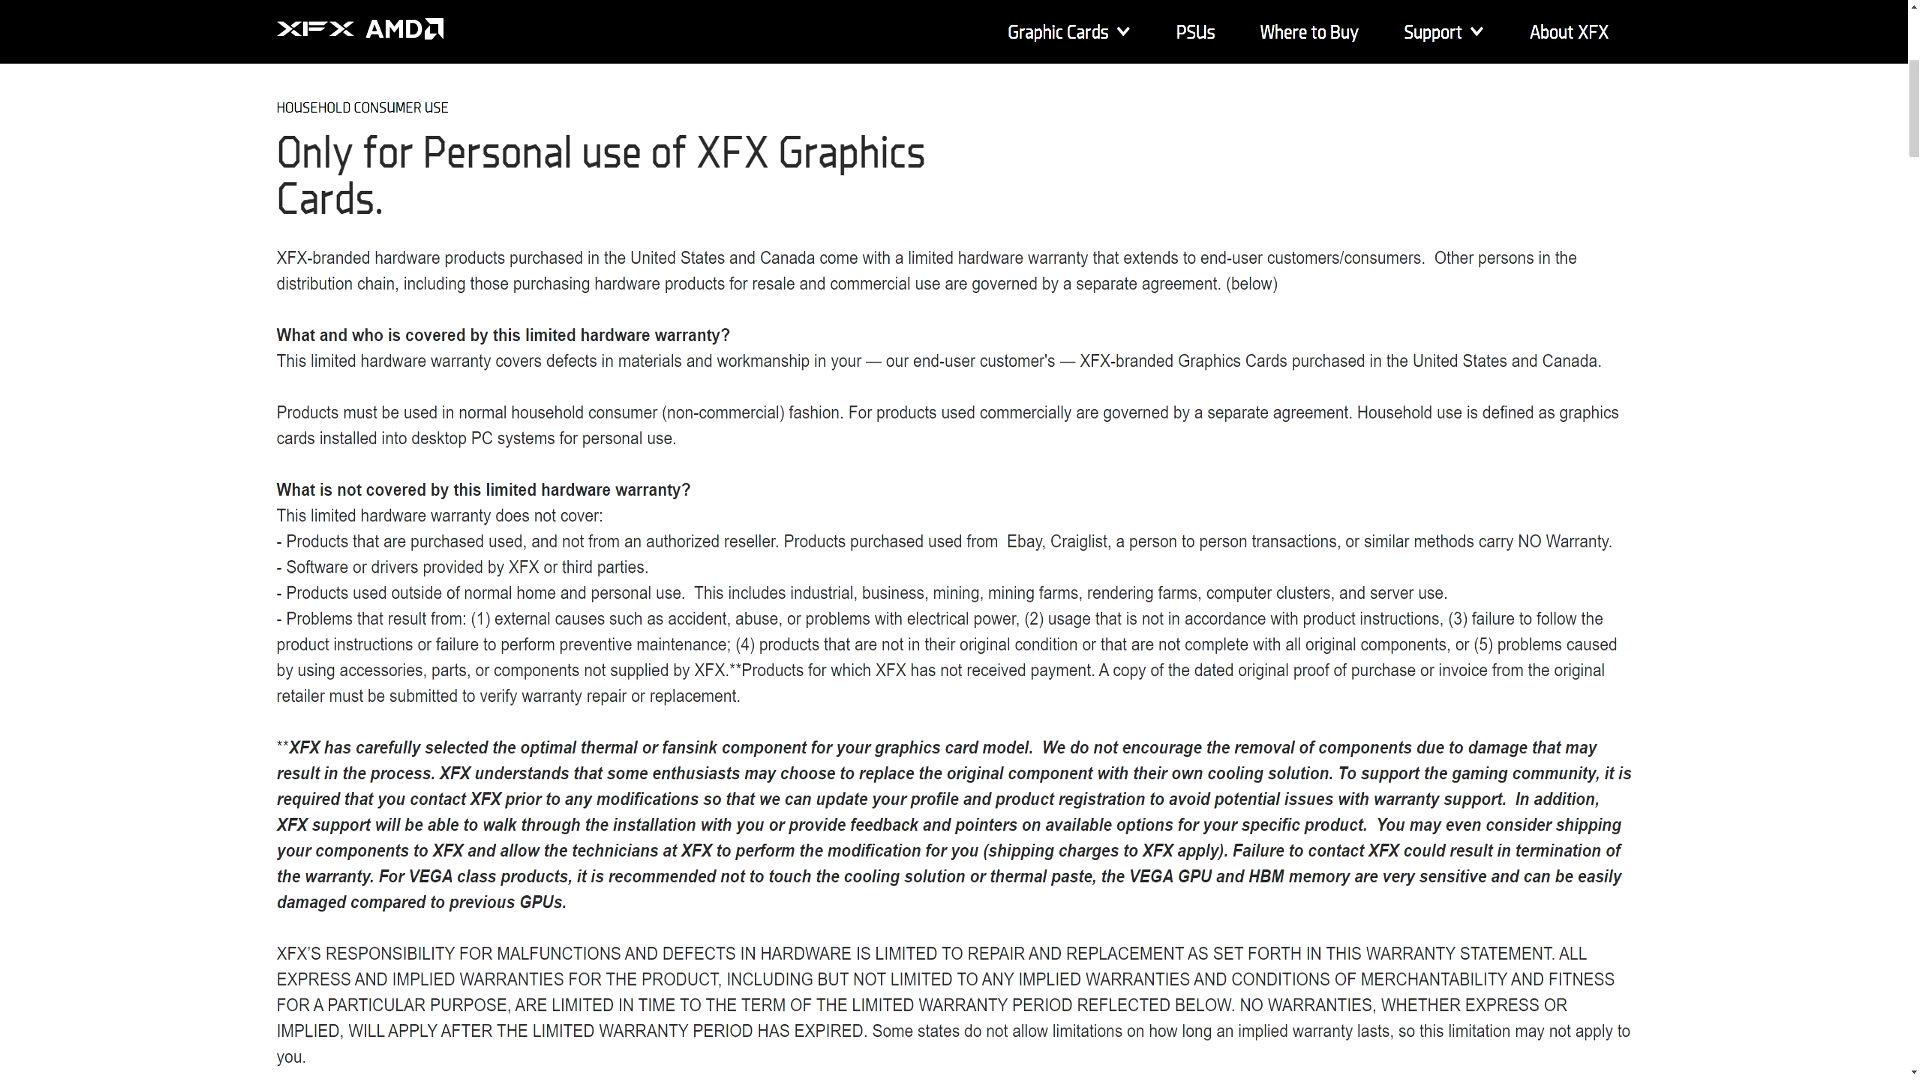 XFX AMD
Graphic Cards
PSUs
Where to Buy
Support
About XFX
HOUSEHOLD CONSUMER USE
Only for Personal use of XFX Graphics
Cards.
XFX-branded hardware products purchased in the United States and Canada come with a limited hardware warranty that extends to end-user customers/consumers.  Other persons in the
distribution chain, including those purchasing hardware products for resale and commercial use are governed by a separate agreement. (below)
What and who is covered by this limited hardware warranty?
This limited hardware warranty covers defects in materials and workmanship in your — our end-user customer's — XFX-branded Graphics Cards purchased in the United States and Canada.
Products must be used in normal household consumer (non-commercial) fashion. For products used commercially are governed by a separate agreement. Household use is defined as graphics
cards installed into desktop PC systems for personal use.
What is not covered by this limited hardware warranty?
This limited hardware warranty does not cover:
- Products that are purchased used, and not from an authorized reseller. Products purchased used from  Ebay, Craiglist, a person to person transactions, or similar methods carry NO Warranty.
- Software or drivers provided by XFX or third parties.
- Products used outside of normal home and personal use.  This includes industrial, business, mining, mining farms, rendering farms, computer clusters, and server use.
- Problems that result from: (1) external causes such as accident, abuse, or problems with electrical power, (2) usage that is not in accordance with product instructions, (3) failure to follow the
product instructions or failure to perform preventive maintenance; (4) products that are not in their original condition or that are not complete with all original components, or (5) problems caused
by using accessories, parts, or components not supplied by XFX.**Products for which XFX has not received payment. A copy of the dated original proof of purchase or invoice from the original
retailer must be submitted to verify warranty repair or replacement.
**XFX has carefully selected the optimal thermal or fansink component for your graphics card model.  We do not encourage the removal of components due to damage that may
result in the process. XFX understands that some enthusiasts may choose to replace the original component with their own cooling solution. To support the gaming community, it is
required that you contact XFX prior to any modifications so that we can update your profile and product registration to avoid potential issues with warranty support.  In addition,
XFX support will be able to walk through the installation with you or provide feedback and pointers on available options for your specific product.  You may even consider shipping
your components to XFX and allow the technicians at XFX to perform the modification for you (shipping charges to XFX apply). Failure to contact XFX could result in termination of
the warranty. For VEGA class products, it is recommended not to touch the cooling solution or thermal paste, the VEGA GPU and HBM memory are very sensitive and can be easily
damaged compared to previous GPUs.
XFX’S RESPONSIBILITY FOR MALFUNCTIONS AND DEFECTS IN HARDWARE IS LIMITED TO REPAIR AND REPLACEMENT AS SET FORTH IN THIS WARRANTY STATEMENT. ALL
EXPRESS AND IMPLIED WARRANTIES FOR THE PRODUCT, INCLUDING BUT NOT LIMITED TO ANY IMPLIED WARRANTIES AND CONDITIONS OF MERCHANTABILITY AND FITNESS
FOR A PARTICULAR PURPOSE, ARE LIMITED IN TIME TO THE TERM OF THE LIMITED WARRANTY PERIOD REFLECTED BELOW. NO WARRANTIES, WHETHER EXPRESS OR
IMPLIED, WILL APPLY AFTER THE LIMITED WARRANTY PERIOD HAS EXPIRED. Some states do not allow limitations on how long an implied warranty lasts, so this limitation may not apply to
you.